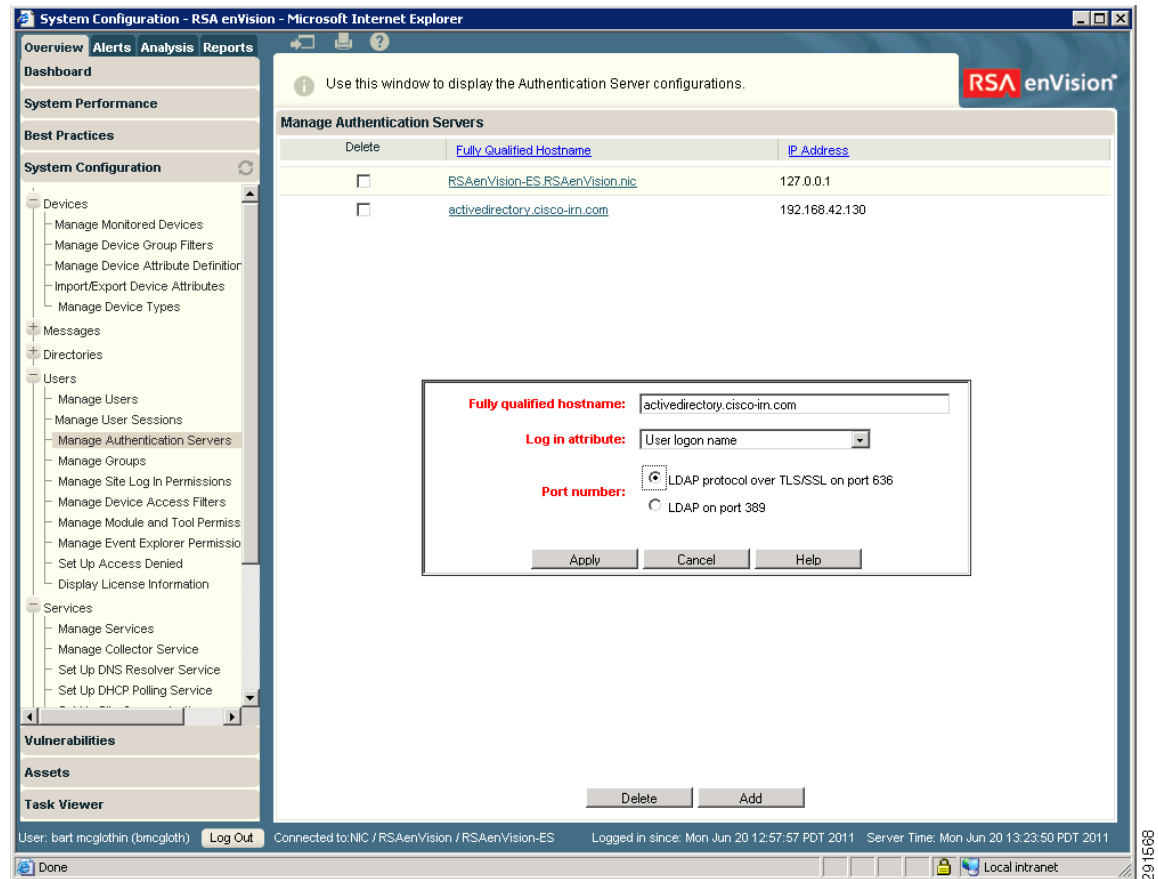 System Configuration - RSA enVision - Microsoft Internet Explorer
Overview Alerts Analysis Reports
Dashboard
System Performance
Best Practices
System Configuration
Devices
Manage Monitored Devices
Manage Device Group Filters
Manage Device Attribute Definition
Import/Export Device Attributes
Manage Device Types
Messages
Directories
Users
Manage Users
Manage User Sessions
Manage Authentication Servers
Manage Groups
Manage Site Log In Permissions
Manage Device Access Filters
Manage Module and Tool Permiss
Manage Event Explorer Permissio
Set Up Access Denied
Display License Information
Services
Manage Services
Manage Collector Service
Set Up DNS Resolver Service
Set Up DHCP Polling Service
Vulnerabilities
Assets
Task Viewer
Use this window to display the Authentication Server configurations.
RSA enVision
Manage Authentication Servers
Delete Fully Qualified Hostname IP Address
RSAenVision-ES.RSAenVision.nic 127.0.0.1
activedirectory.cisco-irn.com 192.168.42.130
Fully qualified hostname: activedirectory.cisco-irn.com
Log in attribute: User logon name
Port number:
LDAP protocol over TLS/SSL on port 636
LDAP on port 389
Apply Cancel Help
Delete Add
User: bart mcglothin (bmcgloth) Log Out Connected to:NIC / RSAenVision / RSAenVision-ES Logged in since: Mon Jun 20 12:57:57 PDT 2011 Server Time: Mon Jun 20 13:23:50 PDT 2011
Done Local intranet
291568